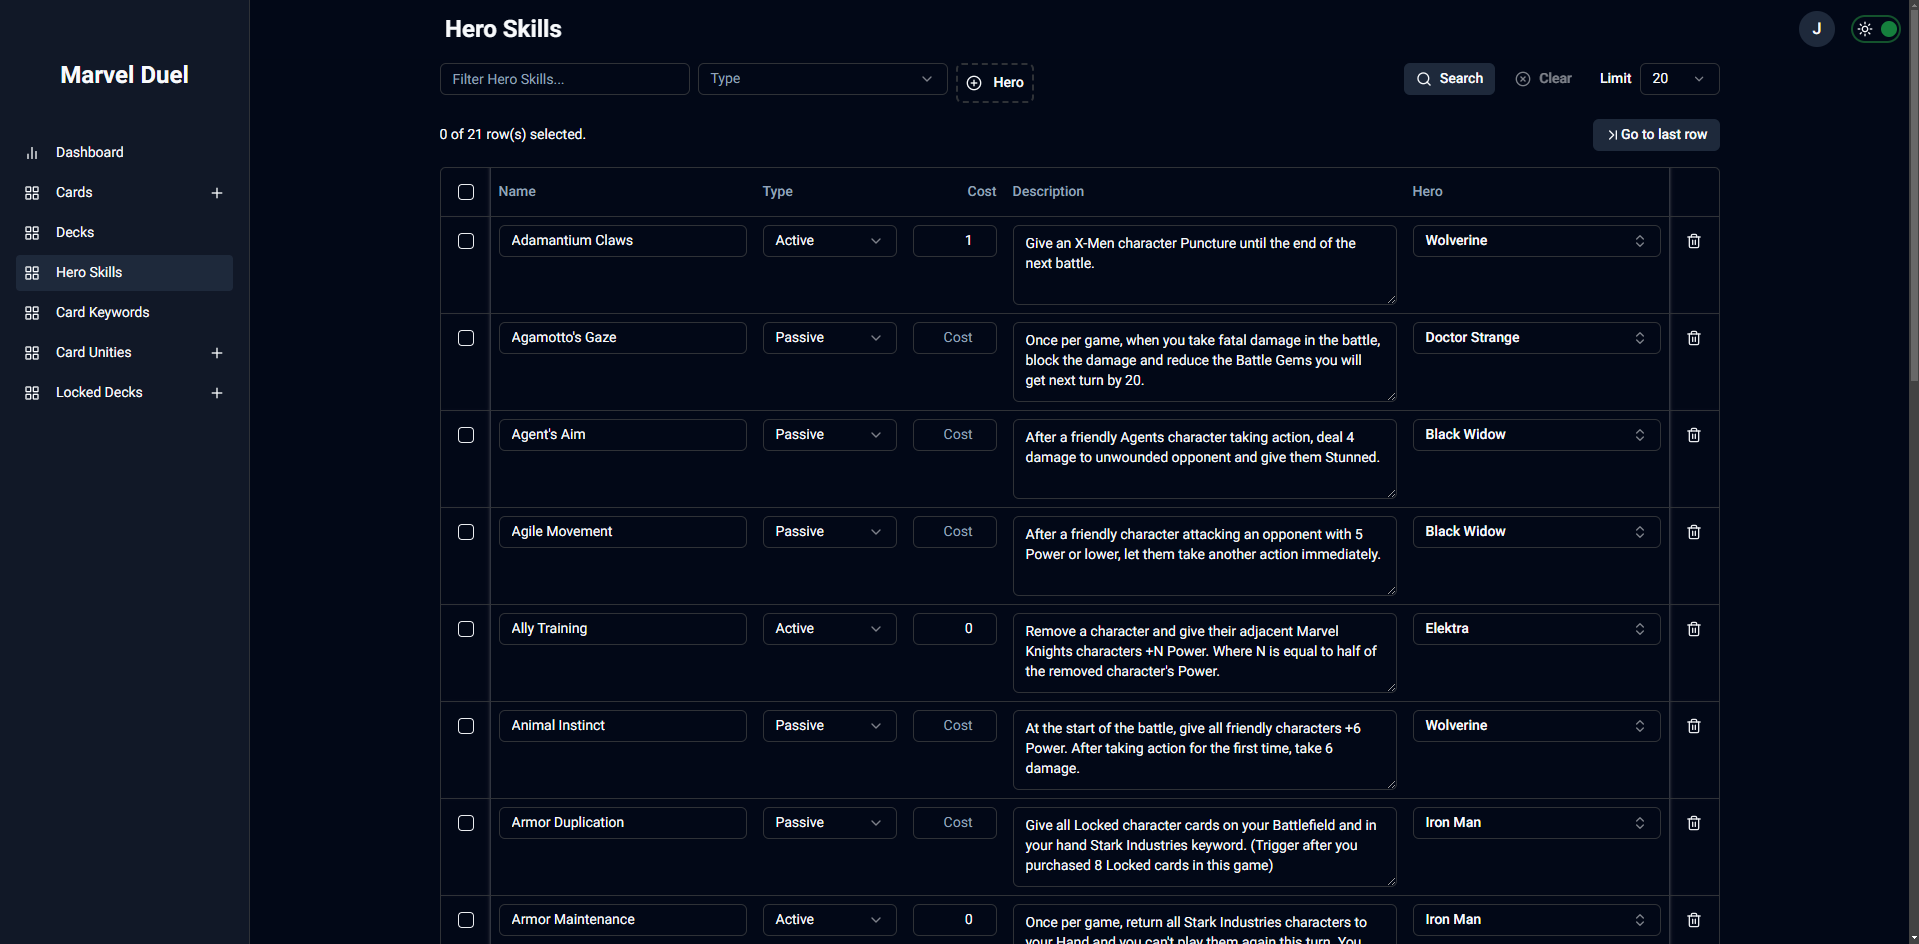 Marvel Duel
Dashboard
Cards
Decks
Hero Skills
Card Keywords
Card Unities
Locked Decks
Hero Skills
J
Filter Hero Skills...
Type
Hero
Search
Clear
Limit
20
0 of 21 row(s) selected.
Go to last row
Name
Type
Cost
Description
Hero
Adamantium Claws
Active
1
Give an X-Men character Puncture until the end of the
next battle.
Wolverine
Agamotto's Gaze
Passive
Cost
Once per game, when you take fatal damage in the battle,
block the damage and reduce the Battle Gems you will
get next turn by 20.
Doctor Strange
Agent's Aim
Passive
Cost
After a friendly Agents character taking action, deal 4
damage to unwounded opponent and give them Stunned.
Black Widow
Agile Movement
Passive
Cost
After a friendly character attacking an opponent with 5
Power or lower, let them take another action immediately.
Black Widow
Ally Training
Active
0
Remove a character and give their adjacent Marvel
Knights characters +N Power. Where N is equal to half of
the removed character's Power.
Elektra
Animal Instinct
Passive
Cost
At the start of the battle, give all friendly characters +6
Power. After taking action for the first time, take 6
damage.
Wolverine
Armor Duplication
Passive
Cost
Give all Locked character cards on your Battlefield and in
your hand Stark Industries keyword. (Trigger after you
purchased 8 Locked cards in this game)
Iron Man
Armor Maintenance
Active
0
Once per game, return all Stark Industries characters to
your Hand and you can't play them again this turn. You
Iron Man